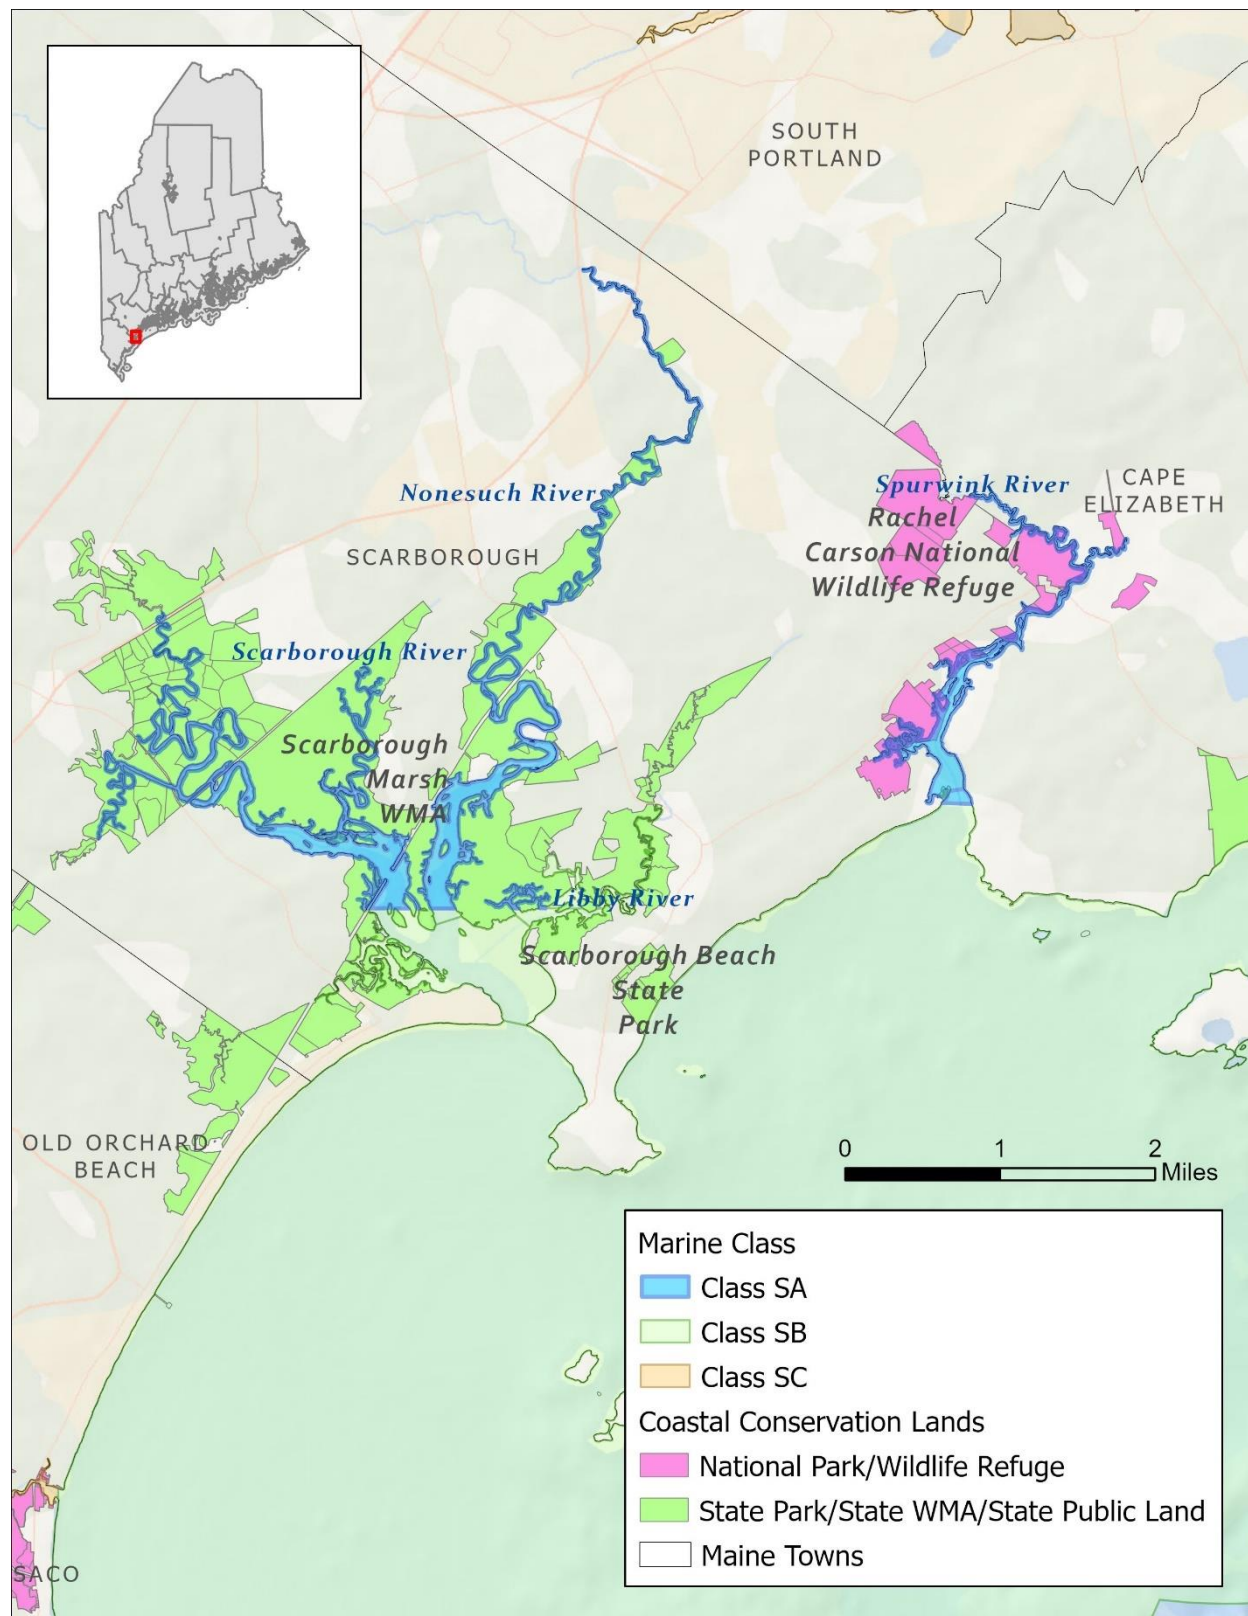 SOUTH
PORTLAND
Nonesuch River
Spurwink River
CAPE
ELIZABETH
Rachel
Carson National
Wildlife Refuge
SCARBOROUGH
Scarborough River
Scarborough
Marsh
WMA
Libby River
Scarborough Beach
State
Park
OLD ORCHARD
BEACH
0 1 2
Miles
Marine Class
Class SA
Class SB
Class SC
Coastal Conservation Lands
National Park/Wildlife Refuge
State Park/State WMA/State Public Land
Maine Towns
SACO